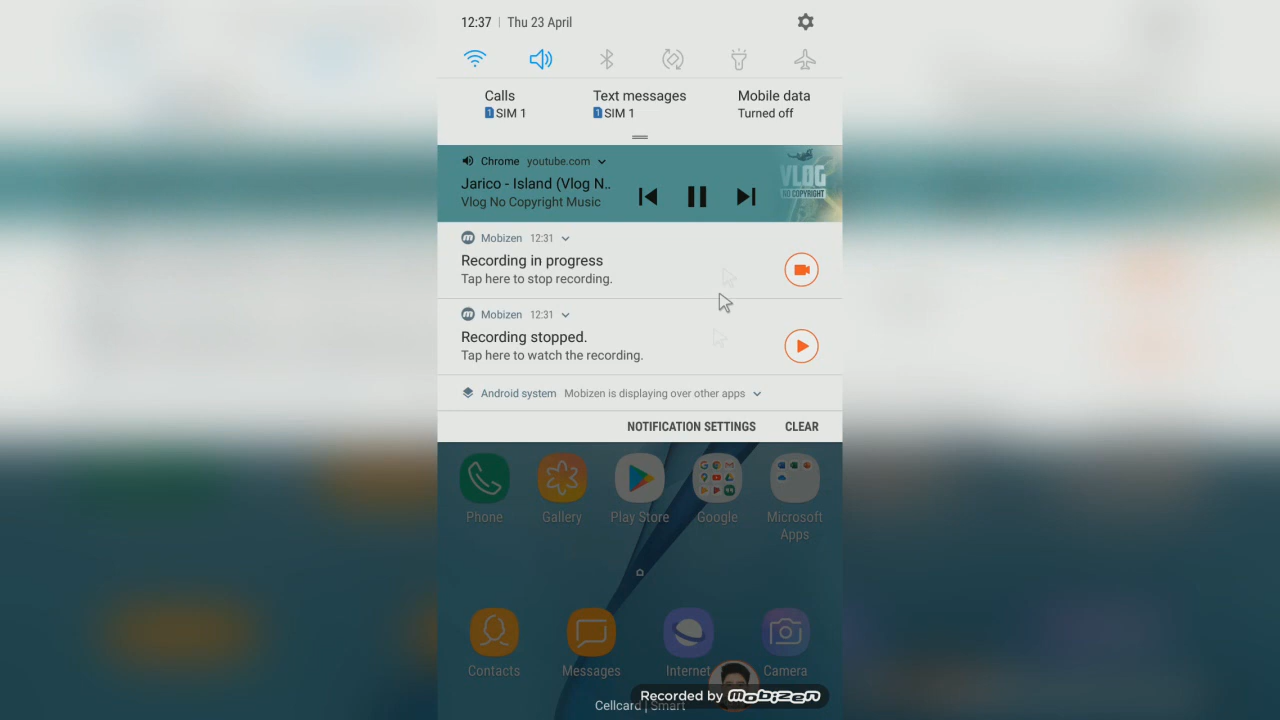 12:37 | Thu 23 April
Calls
1 SIM 1
Text messages
1 SIM 1
Mobile data
Turned off
Chrome youtube.com
Jarico - Island (Vlog N..
Vlog No Copyright Music
VLOG
NO COPYRIGHT
Mobizen 12:31
Recording in progress
Tap here to stop recording.
Mobizen 12:31
Recording stopped.
Tap here to watch the recording.
Android system Mobizen is displaying over other apps
NOTIFICATION SETTINGS CLEAR
Phone
Gallery
Play Store
Google
Microsoft
Apps
Contacts
Messages
Internet
Camera
Recorded by mobizen
Cellcard | Smart